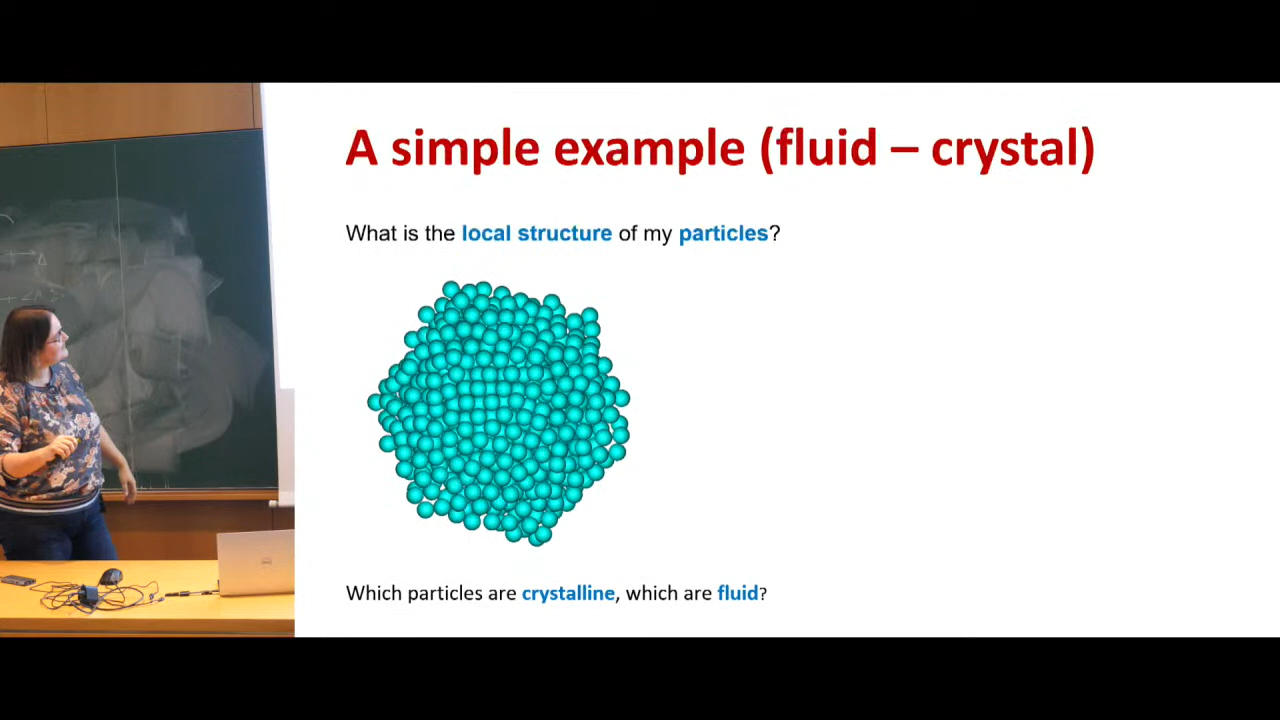 A simple example (fluid – crystal)
What is the local structure of my particles?
Which particles are crystalline, which are fluid?